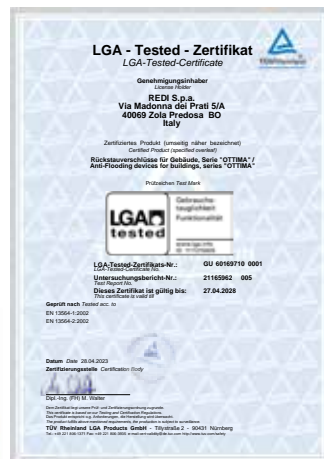 LGA - Tested - Zertifikat
LGA-Tested-Certificate
TÜVRheinland
Genehmigungsinhaber
License Holder
REDI S.p.a.
Via Madonna dei Prati 5/A
40069 Zola Predosa BO
Italy
Zertifiziertes Produkt (umseitig näher bezeichnet)
Certified Product (specified overleaf)
Rückstauverschlüsse für Gebäude, Serie "OTTIMA" /
Anti-Flooding devices for buildings, series "OTTIMA"
Prüfzeichen Test Mark
LGA
tested
Gebrauchs-
tauglichkeit
Funktionalität
LGA-Tested-Zertifikats-Nr.: GU 60169710 0001
LGA-Tested-Certificate No.
Untersuchungsbericht-Nr.: 21165962 005
Test Report No.
Dieses Zertifikat ist gültig bis: 27.04.2028
This certificate is valid till
Geprüft nach Tested acc. to
EN 13564-1:2002
EN 13564-2:2002
Datum Date 28.04.2023
Zertifizierungsstelle Certification Body
Dipl.-Ing. (FH) M. Walter
TÜV Rheinland LGA Products GmbH - Tillystraße 2 - 90431 Nürnberg